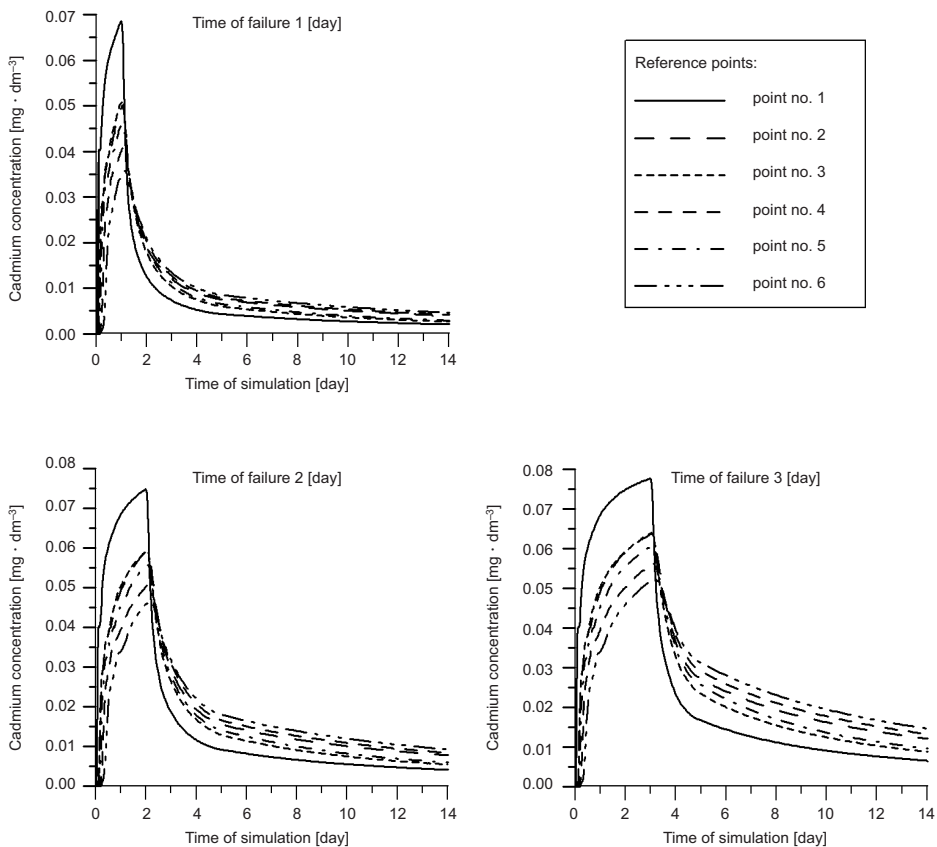 Time of failure 1 [day]
Cadmium concentration [mg · dm⁻³]
0.07
0.06
0.05
0.04
0.03
0.02
0.01
0.00
0 2 4 6 8 10 12 14
Time of simulation [day]
Reference points:
point no. 1
point no. 2
point no. 3
point no. 4
point no. 5
point no. 6
Time of failure 2 [day]
Cadmium concentration [mg · dm⁻³]
0.08
0.07
0.06
0.05
0.04
0.03
0.02
0.01
0.00
0 2 4 6 8 10 12 14
Time of simulation [day]
Time of failure 3 [day]
Cadmium concentration [mg · dm⁻³]
0.08
0.07
0.06
0.05
0.04
0.03
0.02
0.01
0.00
0 2 4 6 8 10 12 14
Time of simulation [day]